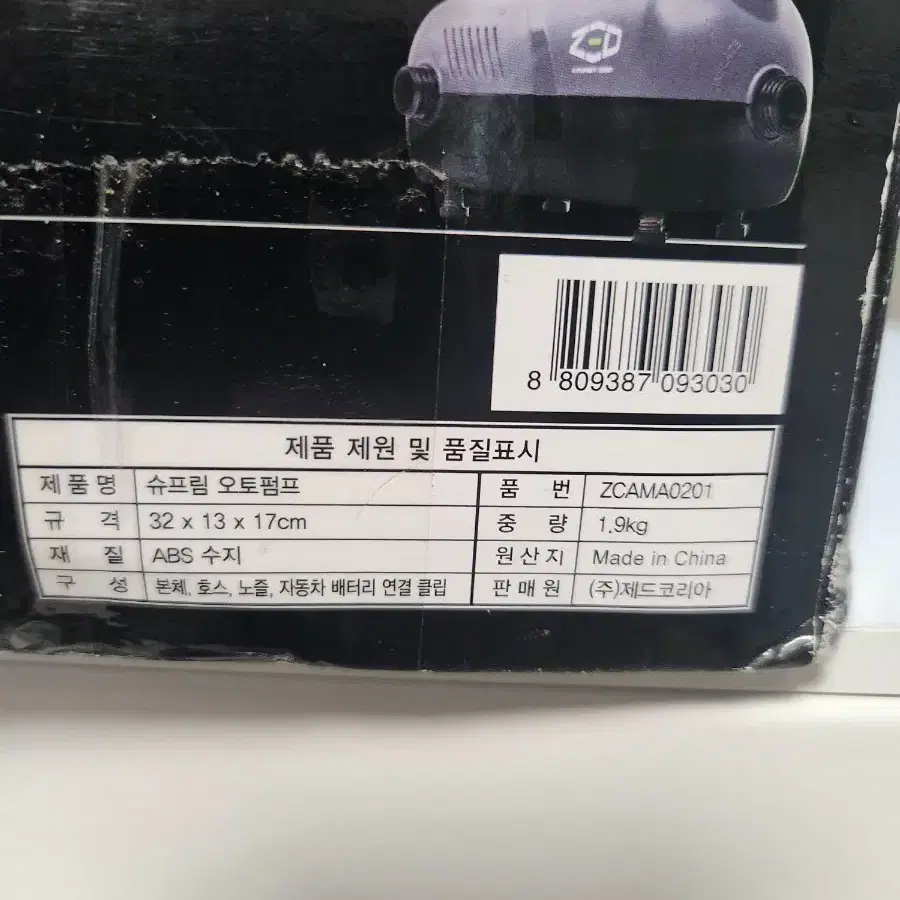 ZED
8 809387 093030
제품 제원 및 품질표시
제품명 슈프림 오토펌프 품번 ZCAMA0201
규격 32 x 13 x 17cm 중량 1.9kg
재질 ABS 수지 원산지 Made in China
구성 본체, 호스, 노즐, 자동차 배터리 연결 클립 판매원 (주)제드코리아